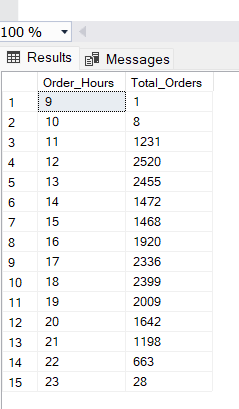 100 %
Results Messages
Order_Hours Total_Orders
1 9 1
2 10 8
3 11 1231
4 12 2520
5 13 2455
6 14 1472
7 15 1468
8 16 1920
9 17 2336
10 18 2399
11 19 2009
12 20 1642
13 21 1198
14 22 663
15 23 28